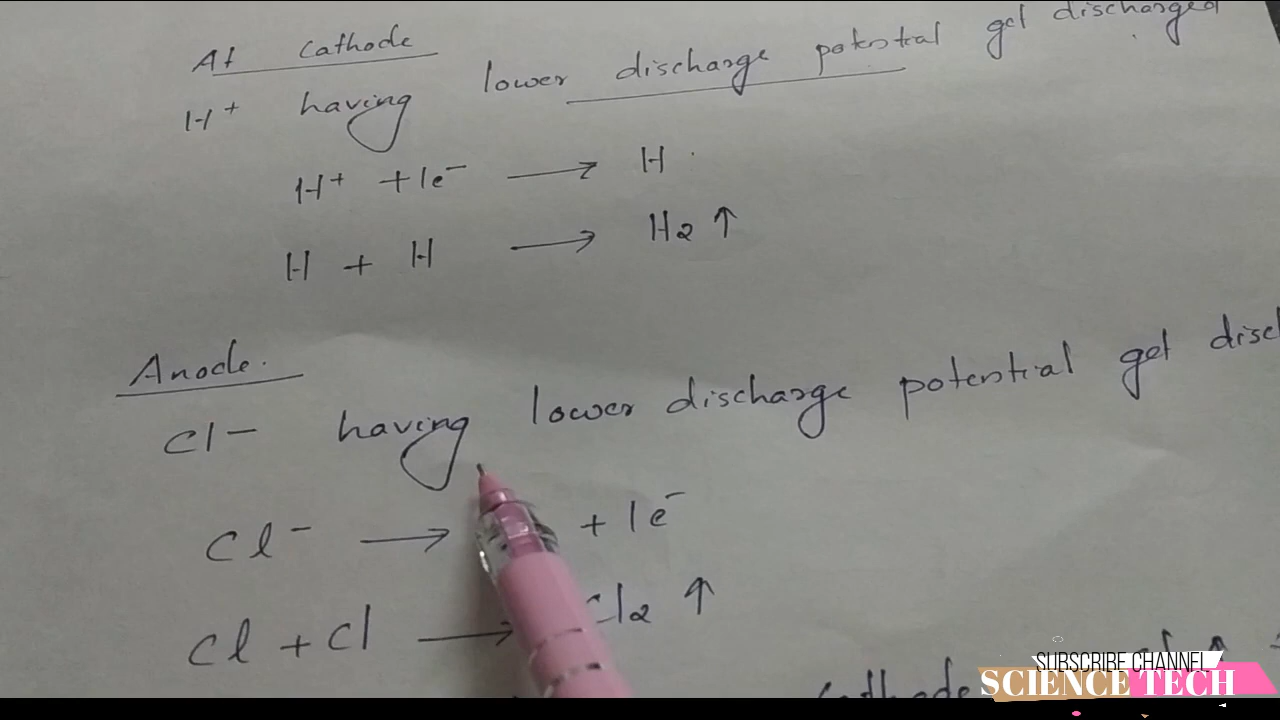 At cathode
H⁺ having lower discharge potential get discharged
H⁺ + 1e⁻ → H
H + H → H₂ ↑
Anode.
Cl⁻ having lower discharge potential get
Cl⁻ → + 1e⁻
Cl + Cl → Cl₂ ↑
cathode
SUBSCRIBE CHANNEL
SCIENCE TECH